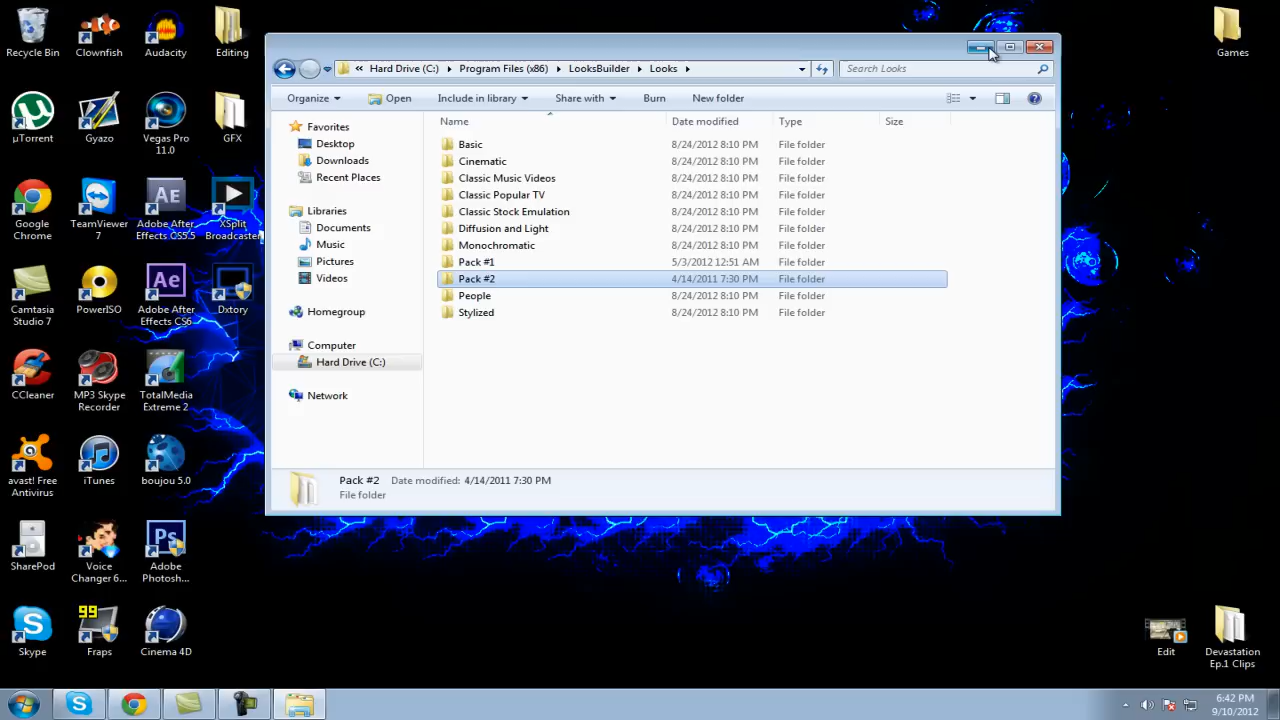 Recycle Bin
Clownfish
Audacity
Editing
Games
Hard Drive (C:)
Program Files (x86)
LooksBuilder
Looks
Search Looks
Organize
Open
Include in library
Share with
Burn
New folder
Name
Date modified
Type
Size
Favorites
Desktop
Downloads
Recent Places
Libraries
Documents
Music
Pictures
Videos
Homegroup
Computer
Hard Drive (C:)
Network
Basic 8/24/2012 8:10 PM File folder
Cinematic 8/24/2012 8:10 PM File folder
Classic Music Videos 8/24/2012 8:10 PM File folder
Classic Popular TV 8/24/2012 8:10 PM File folder
Classic Stock Emulation 8/24/2012 8:10 PM File folder
Diffusion and Light 8/24/2012 8:10 PM File folder
Monochromatic 8/24/2012 8:10 PM File folder
Pack #1 5/3/2012 12:51 AM File folder
Pack #2 4/14/2011 7:30 PM File folder
People 8/24/2012 8:10 PM File folder
Stylized 8/24/2012 8:10 PM File folder
Pack #2 Date modified: 4/14/2011 7:30 PM
File folder
µTorrent
Gyazo
Vegas Pro
11.0
GFX
Google
Chrome
TeamViewer
7
Ae
Adobe After
Effects CS5.5
XSplit
Broadcaster
Camtasia
Studio 7
PowerISO
Ae
Adobe After
Effects CS6
Dxtory
CCleaner
MP3 Skype
Recorder
TotalMedia
Extreme 2
avast! Free
Antivirus
iTunes
boujou 5.0
SharePod
Voice
Changer 6...
Ps
Adobe
Photosh...
Skype
99
Fraps
Cinema 4D
Edit
Devastation
Ep.1 Clips
6:42 PM
9/10/2012